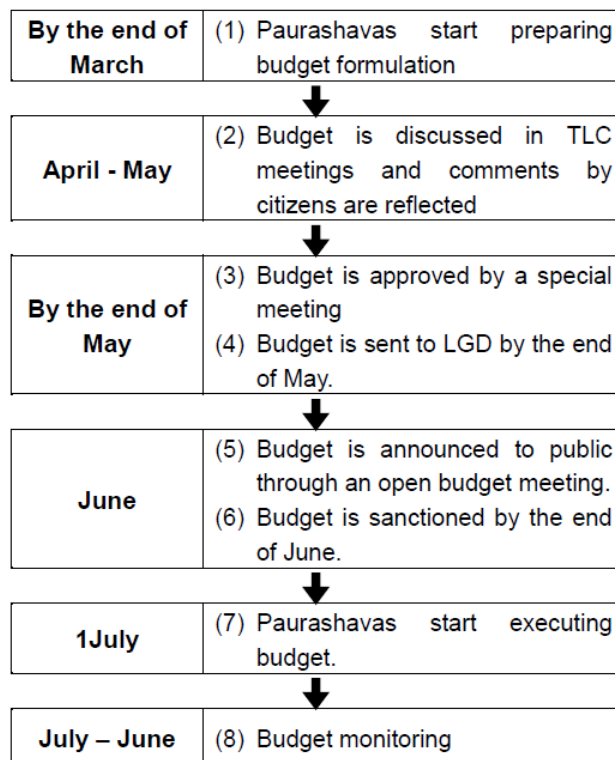 By the end of
March
(1) Paurashavas start preparing
budget formulation
April - May
(2) Budget is discussed in TLC
meetings and comments by
citizens are reflected
By the end of
May
(3) Budget is approved by a special
meeting
(4) Budget is sent to LGD by the end
of May.
June
(5) Budget is announced to public
through an open budget meeting.
(6) Budget is sanctioned by the end
of June.
1July
(7) Paurashavas start executing
budget.
July – June
(8) Budget monitoring